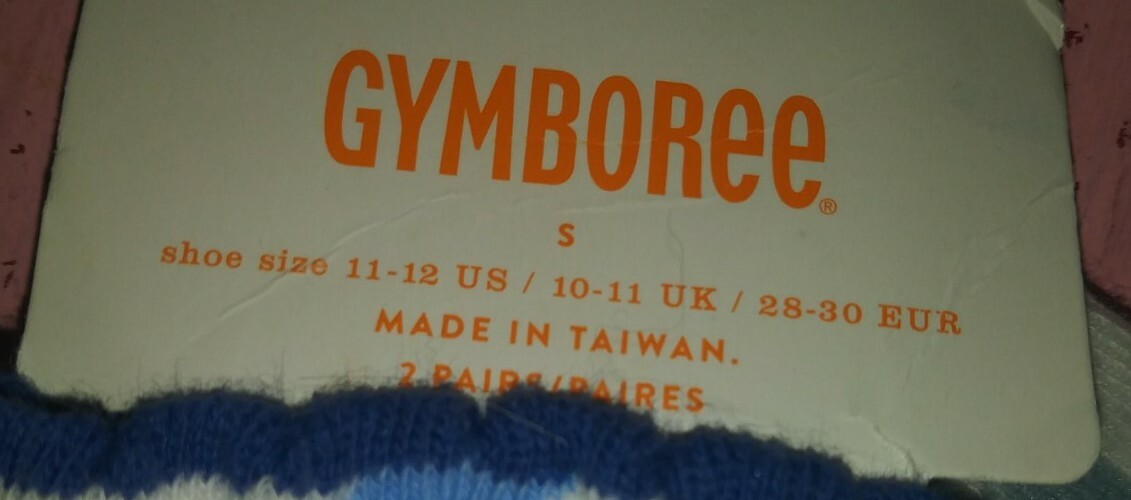 GYMBOREE®
S
shoe size 11-12 US / 10-11 UK / 28-30 EUR
MADE IN TAIWAN.
2 PAIRS/PAIRES